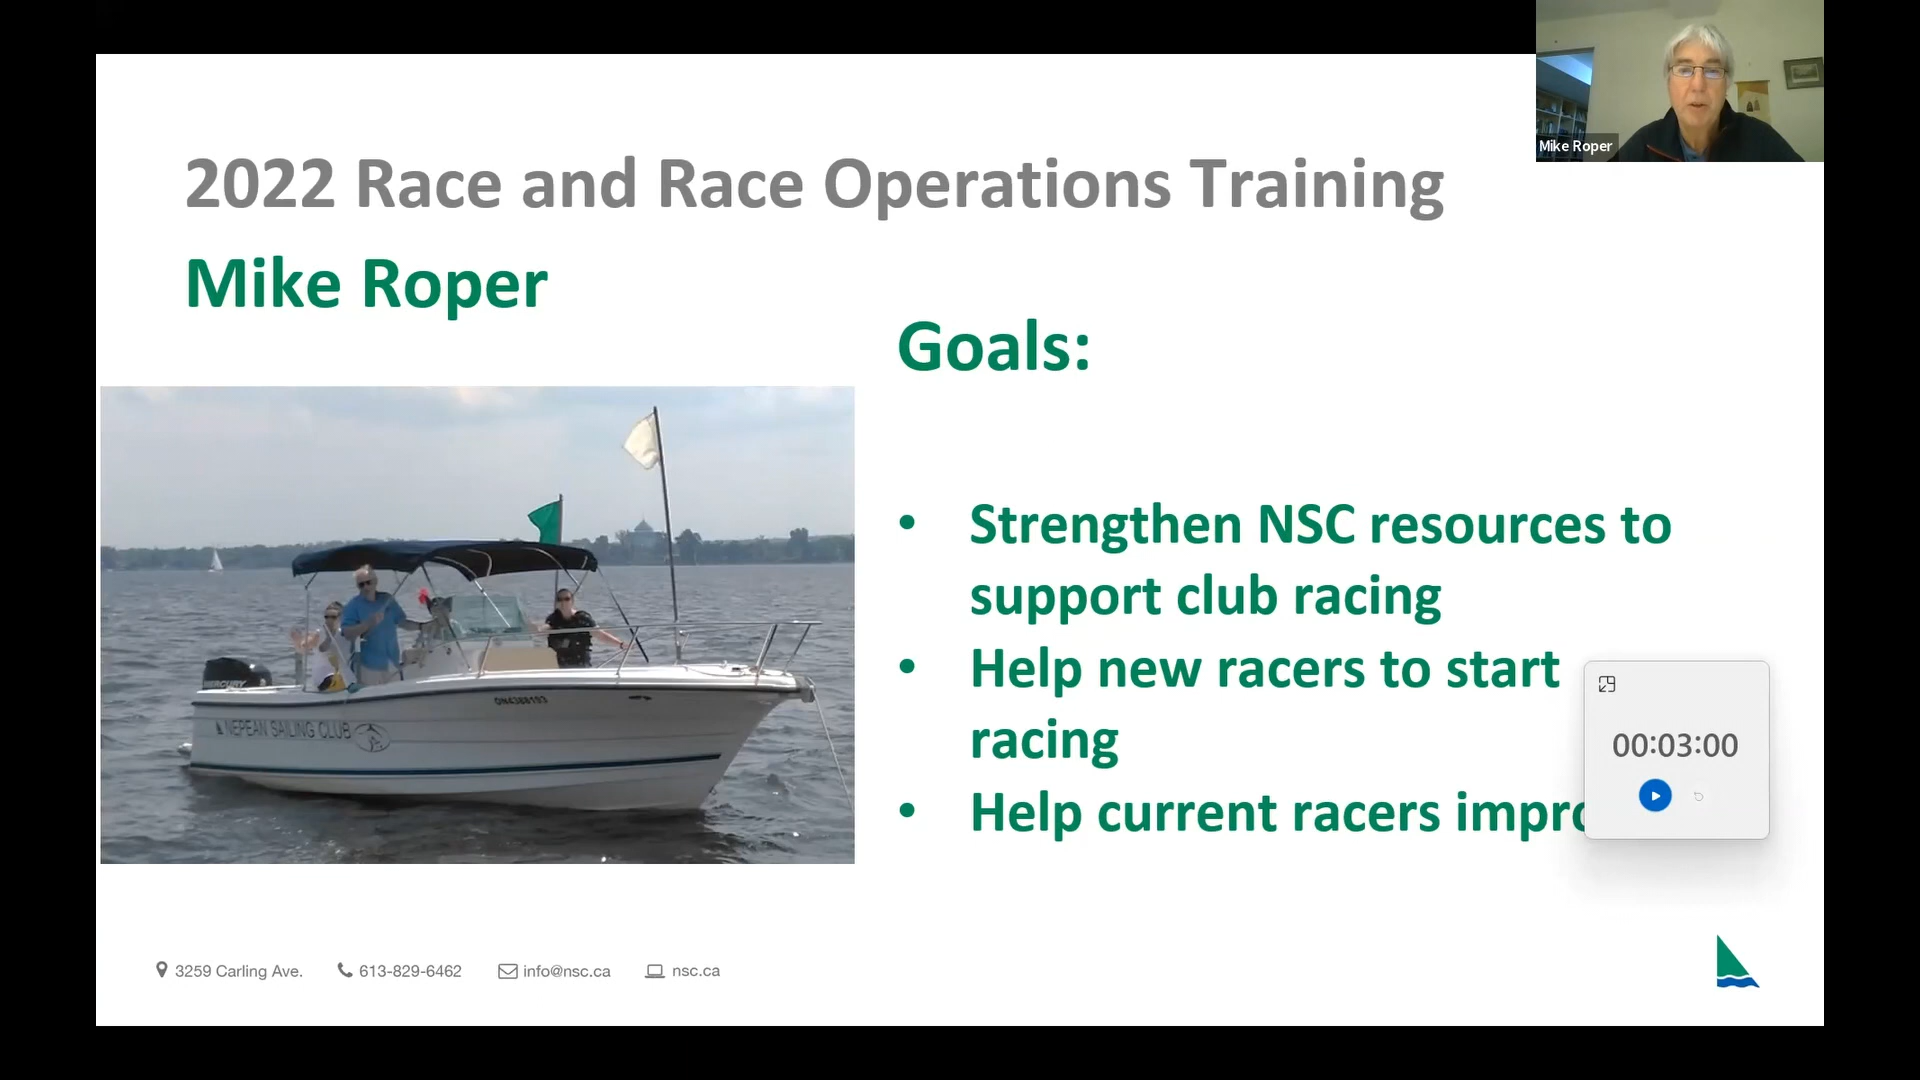 Mike Roper
2022 Race and Race Operations Training
Mike Roper
Goals:
• Strengthen NSC resources to
support club racing
• Help new racers to start
racing
• Help current racers impro
00:03:00
MERCURY
ON4388193
NEPEAN SAILING CLUB
3259 Carling Ave. 613-829-6462 info@nsc.ca nsc.ca